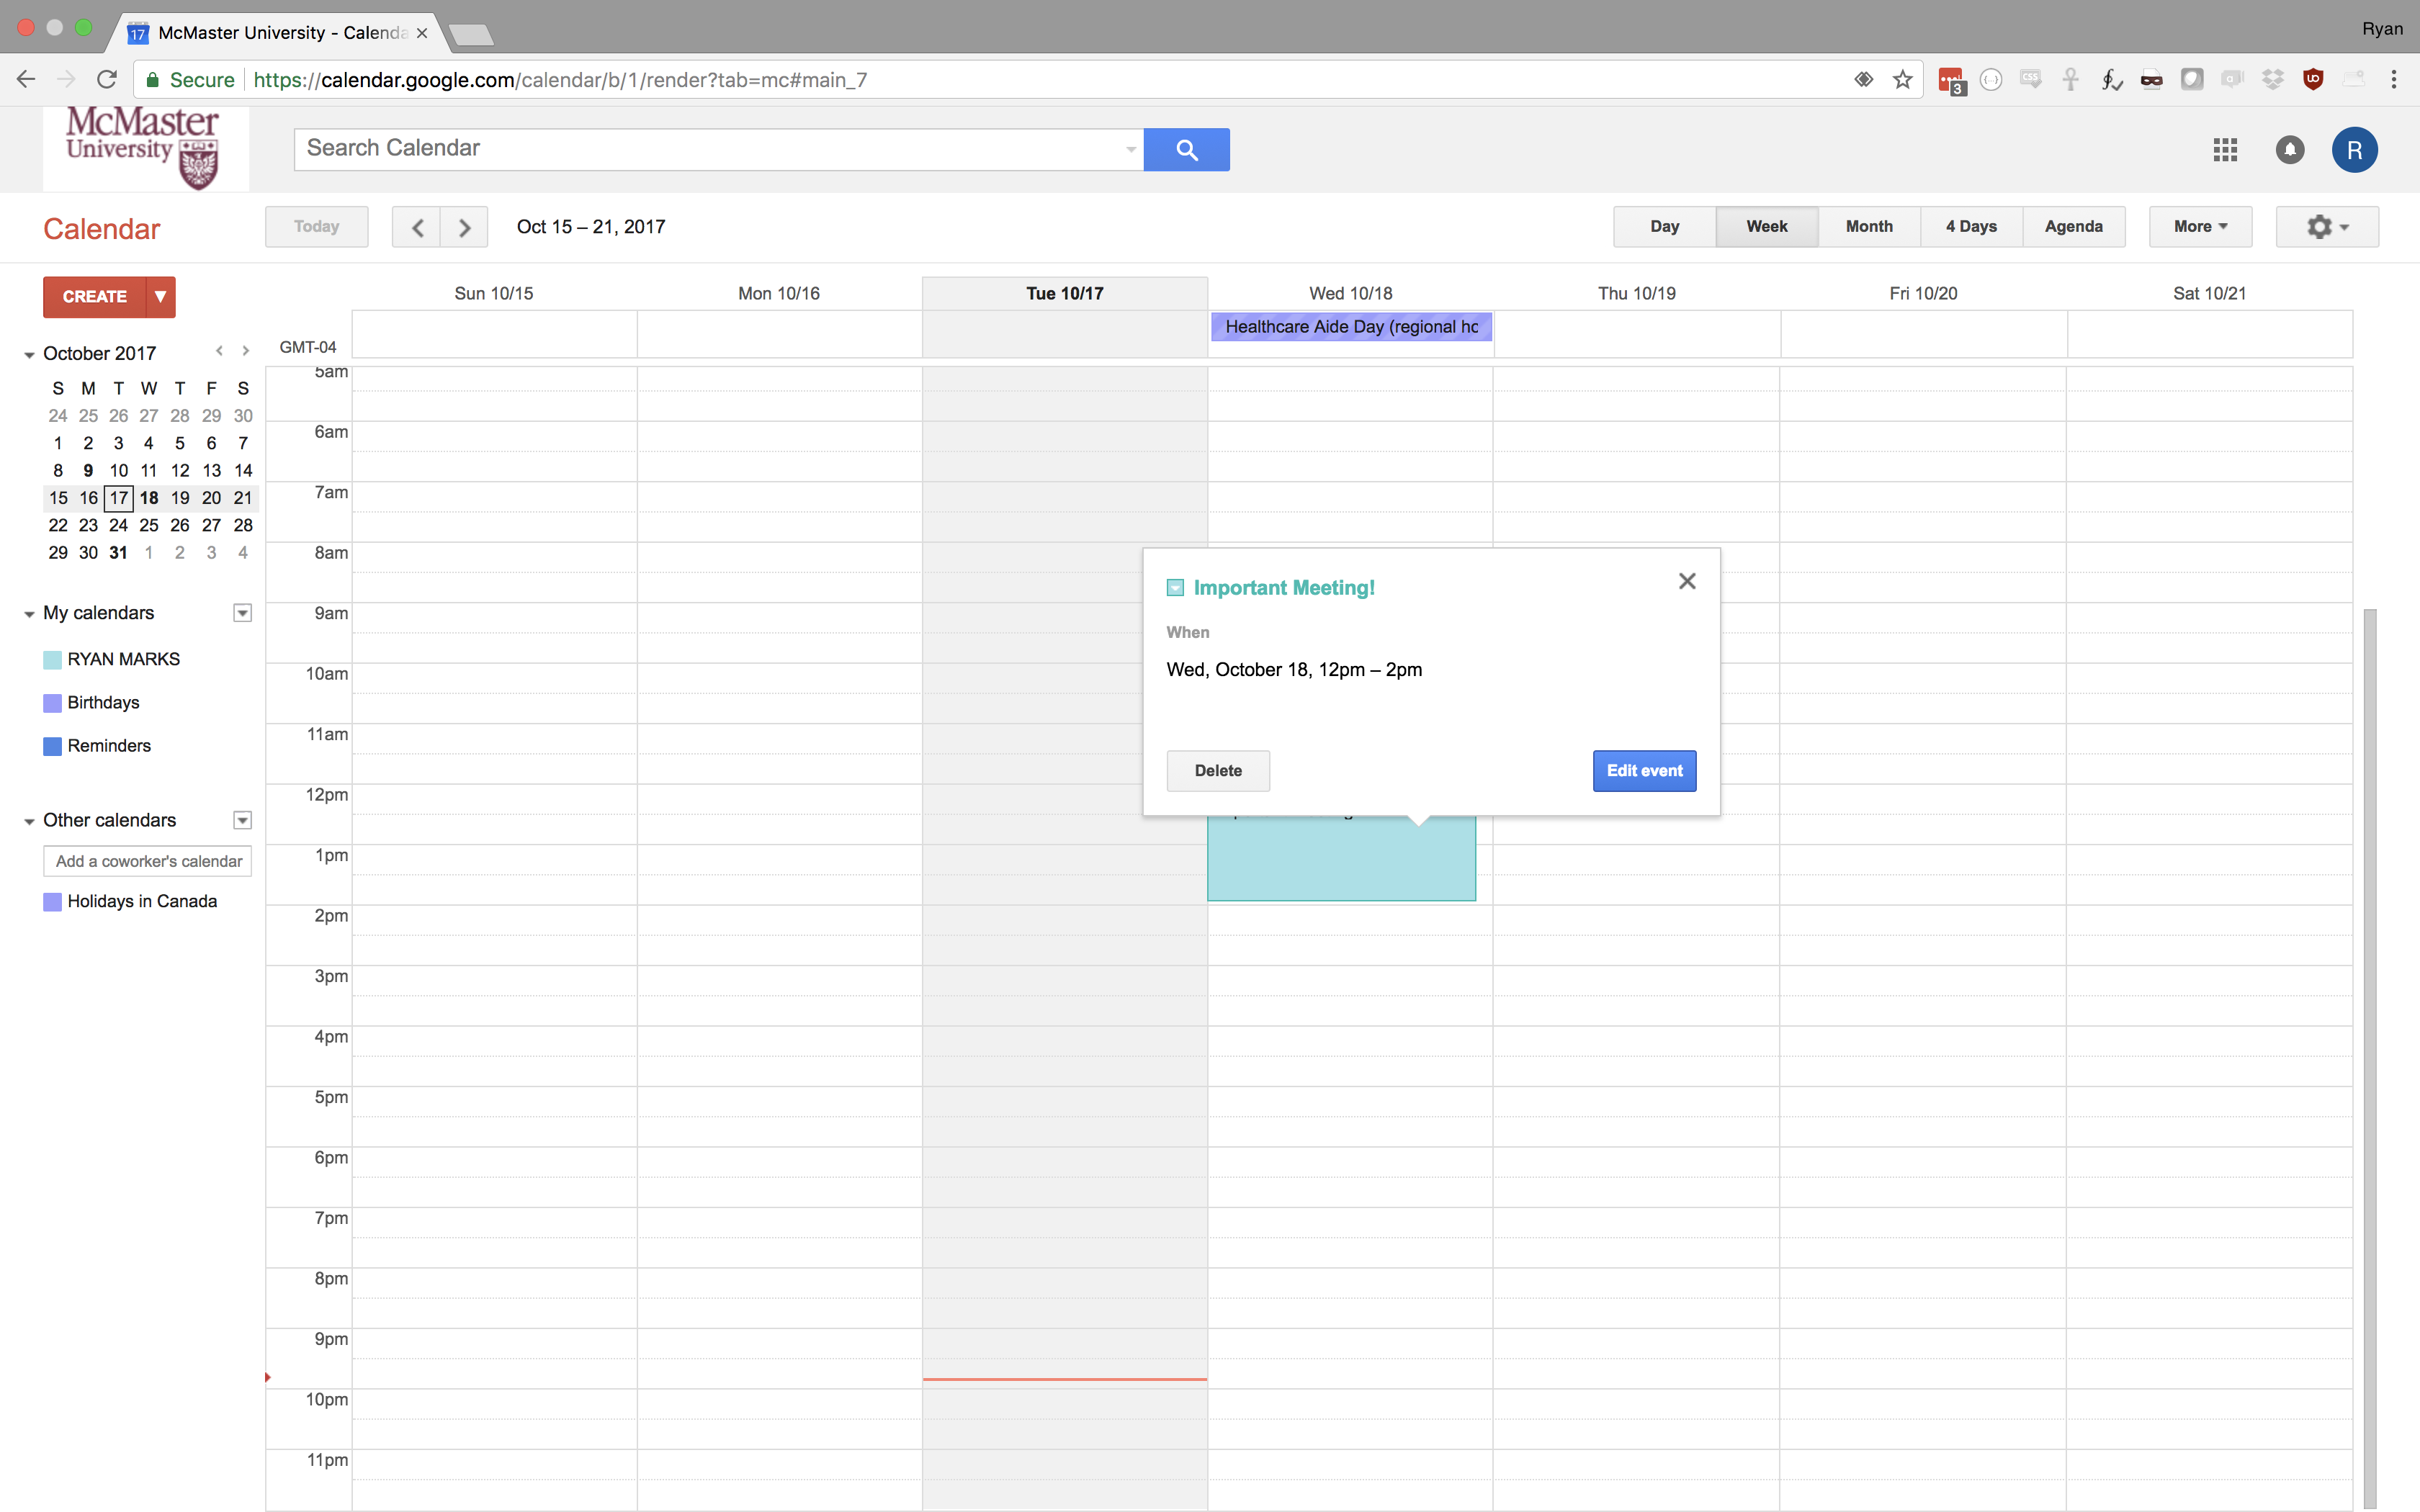 McMaster University - Calenda
Ryan
Secure https://calendar.google.com/calendar/b/1/render?tab=mc#main_7
3
McMaster
University
Search Calendar
R
Calendar
Today
Oct 15 – 21, 2017
Day Week Month 4 Days Agenda More
CREATE
Sun 10/15 Mon 10/16 Tue 10/17 Wed 10/18 Thu 10/19 Fri 10/20 Sat 10/21
GMT-04
Healthcare Aide Day (regional hc
October 2017
S M T W T F S
24 25 26 27 28 29 30
1 2 3 4 5 6 7
8 9 10 11 12 13 14
15 16 17 18 19 20 21
22 23 24 25 26 27 28
29 30 31 1 2 3 4
My calendars
RYAN MARKS
Birthdays
Reminders
Other calendars
Add a coworker's calendar
Holidays in Canada
5am
6am
7am
8am
9am
10am
11am
12pm
1pm
2pm
3pm
4pm
5pm
6pm
7pm
8pm
9pm
10pm
11pm
Important Meeting!
When
Wed, October 18, 12pm – 2pm
Delete
Edit event